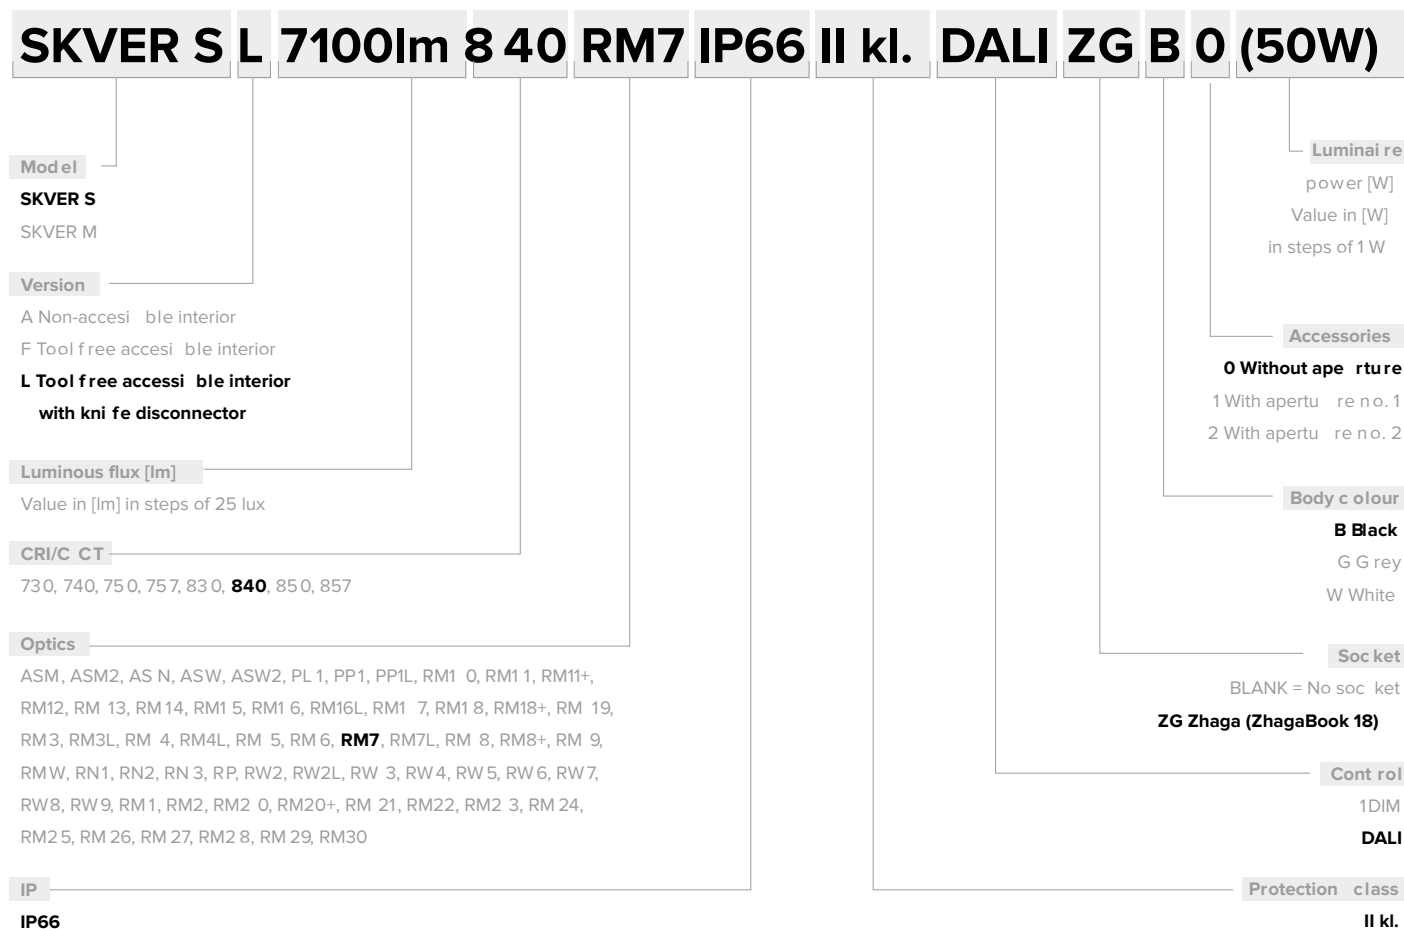 SKVER S L 7100lm 840 RM7 IP66 II kl. DALI ZG B 0 (50W)
Model
SKVER S
SKVER M
Version
A Non-accesible interior
F Tool free accesible interior
L Tool free accessible interior
with knife disconnector
Luminous flux [lm]
Value in [lm] in steps of 25 lux
CRI/CCT
730, 740, 750, 757, 830, 840, 850, 857
Optics
ASM, ASM2, ASN, ASW, ASW2, PL1, PP1, PP1L, RM10, RM11, RM11+,
RM12, RM13, RM14, RM15, RM16, RM16L, RM17, RM18, RM18+, RM19,
RM3, RM3L, RM4, RM4L, RM5, RM6, RM7, RM7L, RM8, RM8+, RM9,
RMW, RN1, RN2, RN3, RP, RW2, RW2L, RW3, RW4, RW5, RW6, RW7,
RW8, RW9, RM1, RM2, RM20, RM20+, RM21, RM22, RM23, RM24,
RM25, RM26, RM27, RM28, RM29, RM30
IP
IP66
Luminaire
power [W]
Value in [W]
in steps of 1 W
Accessories
0 Without aperture
1 With aperture no. 1
2 With aperture no. 2
Body colour
B Black
G Grey
W White
Socket
BLANK = No socket
ZG Zhaga (ZhagaBook 18)
Control
1DIM
DALI
Protection class
II kl.